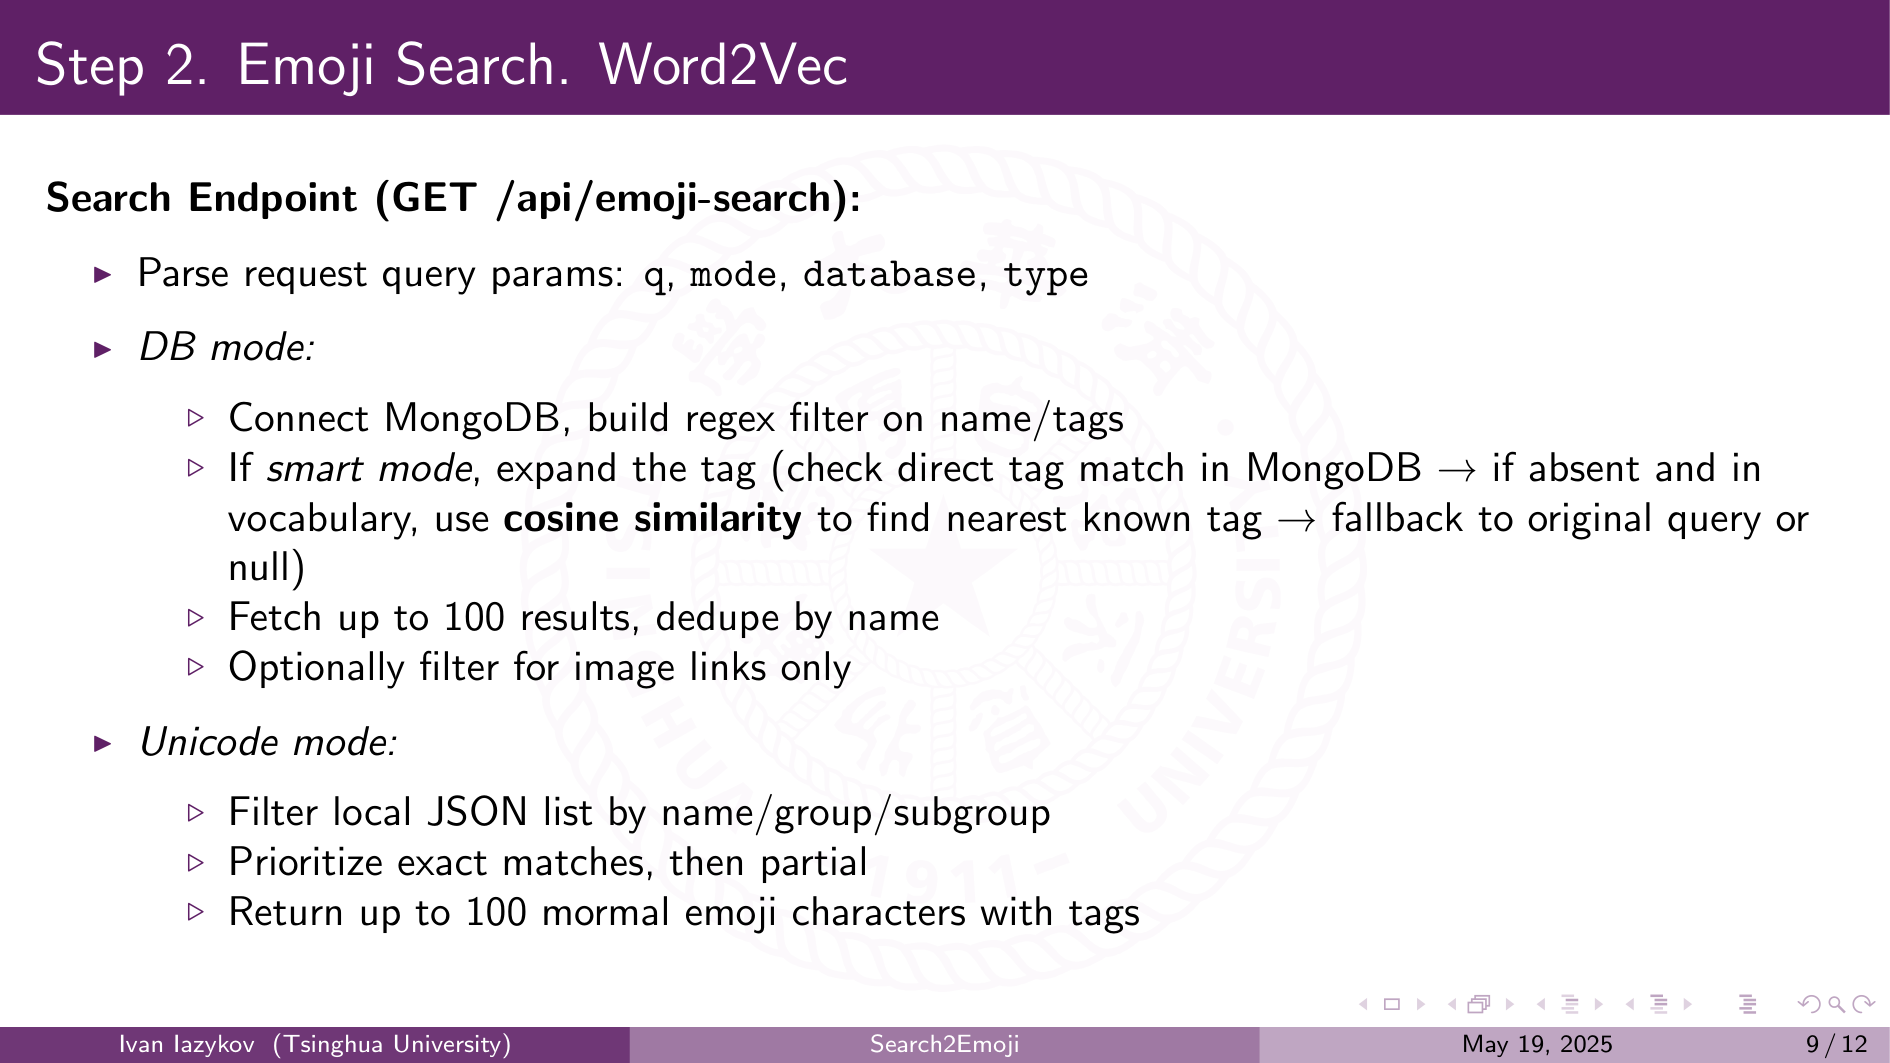 Step 2. Emoji Search. Word2Vec
Search Endpoint (GET /api/emoji-search):
▶ Parse request query params: q, mode, database, type
▶ DB mode:
▷ Connect MongoDB, build regex filter on name/tags
▷ If smart mode, expand the tag (check direct tag match in MongoDB → if absent and in
vocabulary, use cosine similarity to find nearest known tag → fallback to original query or
null)
▷ Fetch up to 100 results, dedupe by name
▷ Optionally filter for image links only
▶ Unicode mode:
▷ Filter local JSON list by name/group/subgroup
▷ Prioritize exact matches, then partial
▷ Return up to 100 mormal emoji characters with tags
Ivan Iazykov (Tsinghua University)
Search2Emoji
May 19, 2025
9 / 12
UNIVERSITY
1911